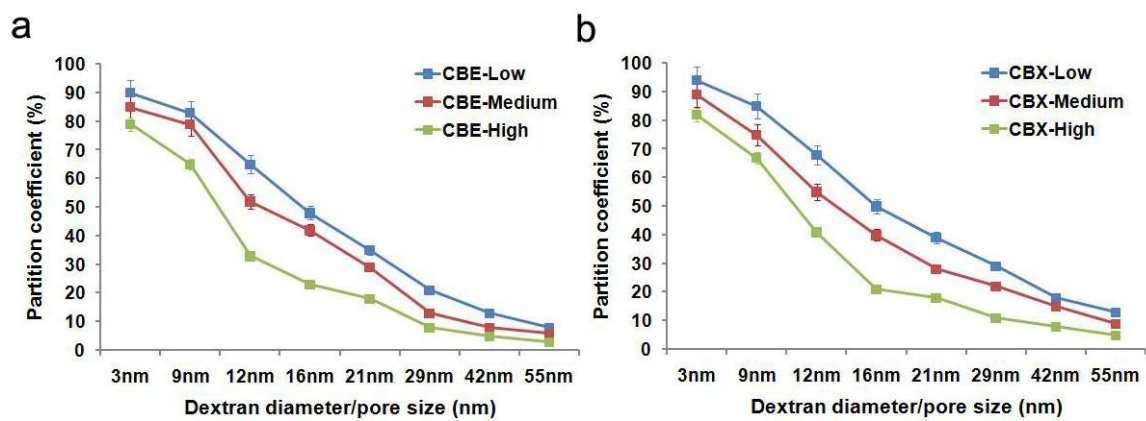 a
100
90
80
70
60
50
40
30
20
10
0
Partition coefficient (%)
CBE-Low
CBE-Medium
CBE-High
3nm 9nm 12nm 16nm 21nm 29nm 42nm 55nm
Dextran diameter/pore size (nm)
b
100
90
80
70
60
50
40
30
20
10
0
Partition coefficient (%)
CBX-Low
CBX-Medium
CBX-High
3nm 9nm 12nm 16nm 21nm 29nm 42nm 55nm
Dextran diameter/pore size (nm)